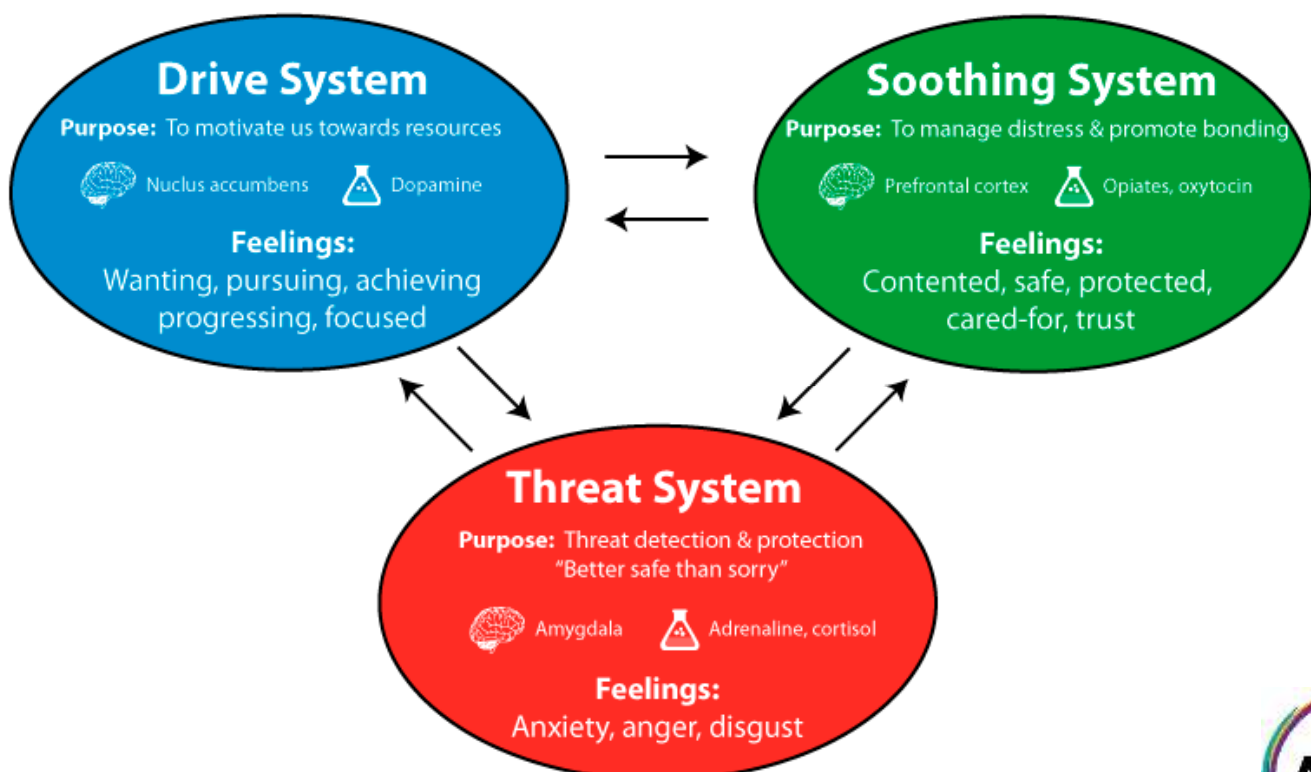 Drive System
Purpose: To motivate us towards resources
Nuclus accumbens
Dopamine
Feelings:
Wanting, pursuing, achieving
progressing, focused
Soothing System
Purpose: To manage distress & promote bonding
Prefrontal cortex
Opiates, oxytocin
Feelings:
Contented, safe, protected,
cared-for, trust
Threat System
Purpose: Threat detection & protection
“Better safe than sorry”
Amygdala
Adrenaline, cortisol
Feelings:
Anxiety, anger, disgust